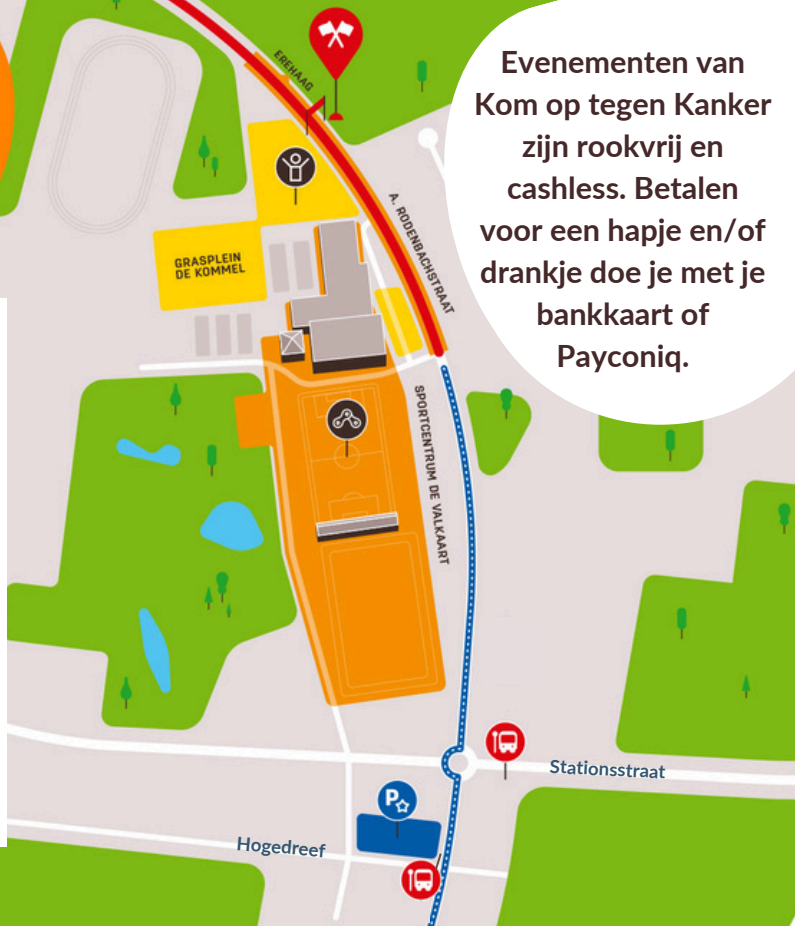 Evenementen van
Kom op tegen Kanker
zijn rookvrij en
cashless. Betalen
voor een hapje en/of
drankje doe je met je
bankkaart of
Payconiq.
EREHAAG
A. RODENBACHSTRAAT
GRASPLEIN
DE KOMMEL
SPORTCENTRUM DE VALKAART
Stationsstraat
P
Hogedreef